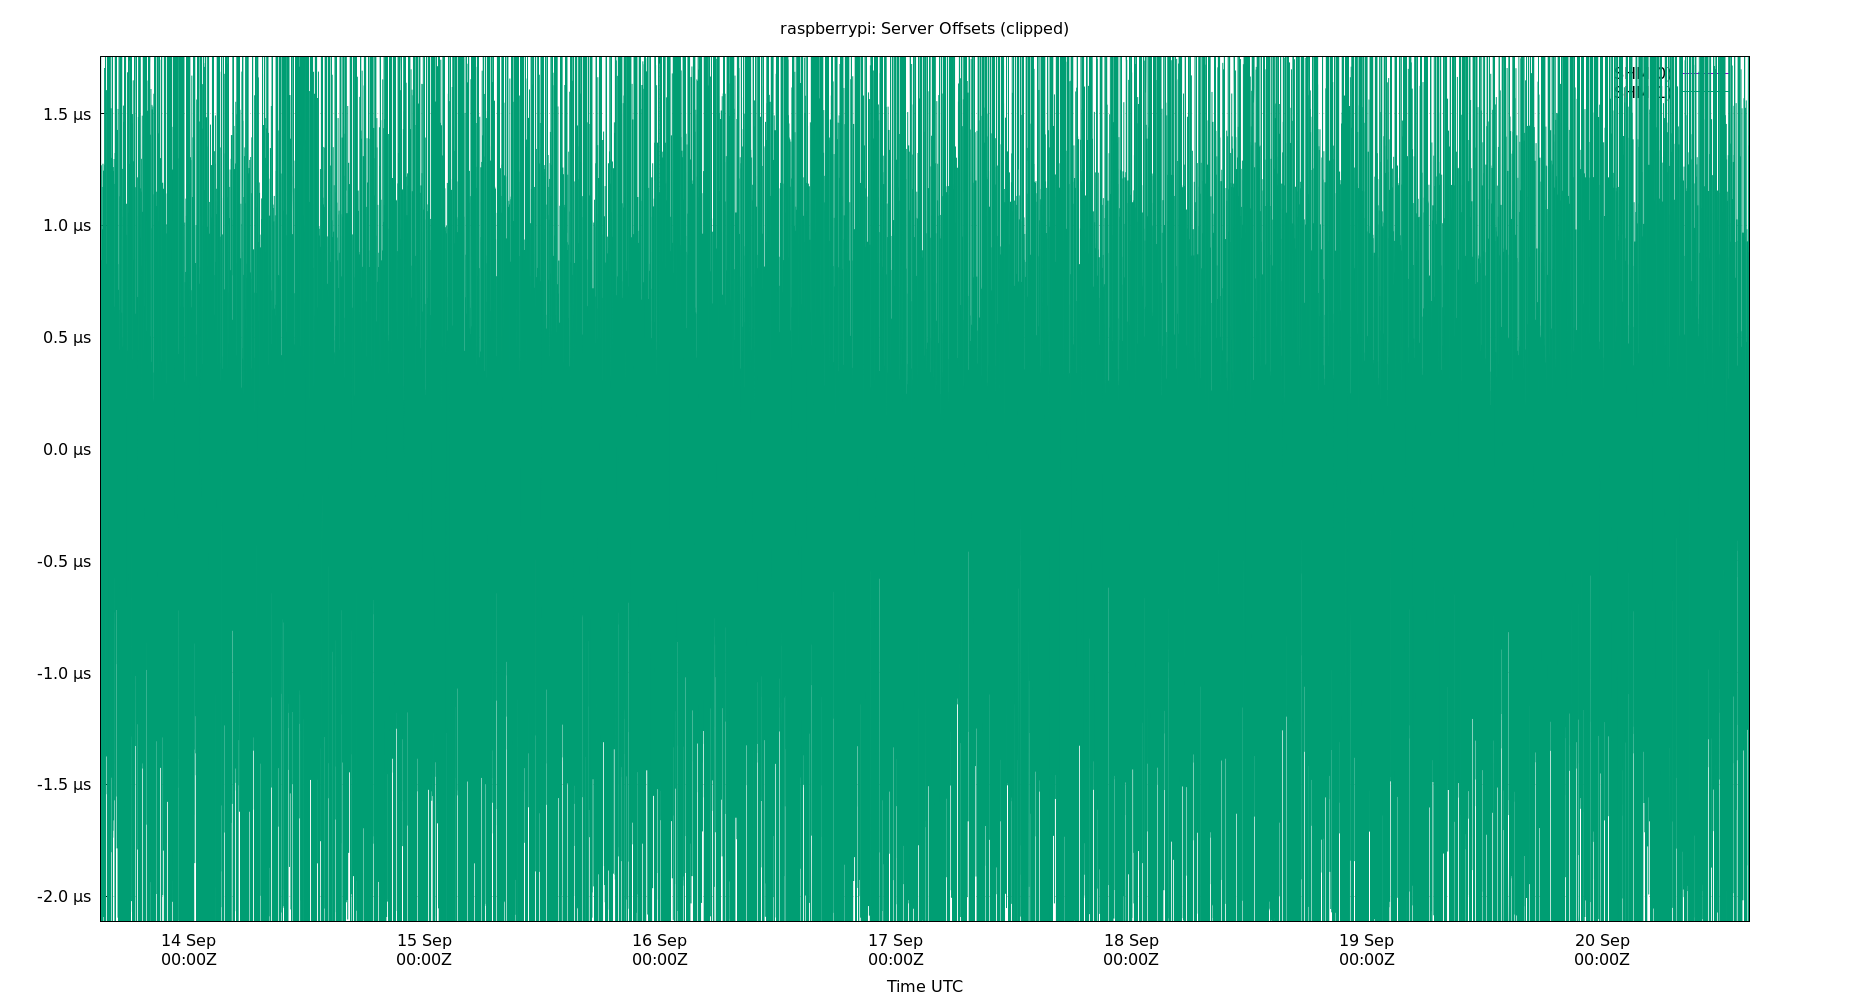 raspberrypi: Server Offsets (clipped)
1.5 µs
1.0 µs
0.5 µs
0.0 µs
-0.5 µs
-1.0 µs
-1.5 µs
-2.0 µs
14 Sep 15 Sep 16 Sep 17 Sep 18 Sep 19 Sep 20 Sep
00:00Z 00:00Z 00:00Z 00:00Z 00:00Z 00:00Z 00:00Z
Time UTC